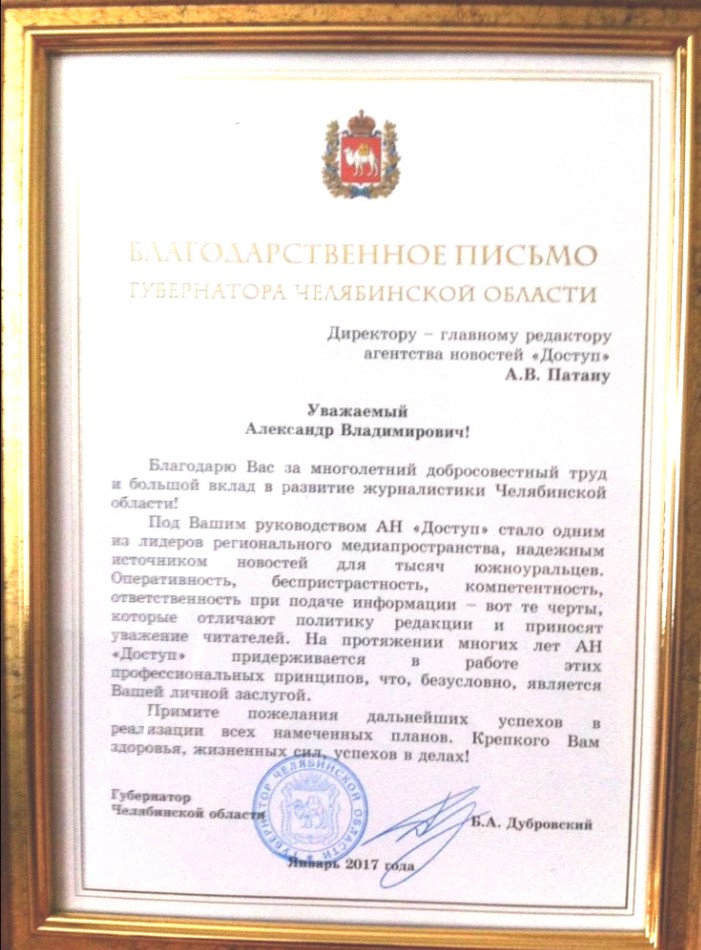 БЛАГОДАРСТВЕННОЕ ПИСЬМО
ГУБЕРНАТОРА ЧЕЛЯБИНСКОЙ ОБЛАСТИ
Директору – главному редактору
агентства новостей «Доступ»
А.В. Патану
Уважаемый
Александр Владимирович!
Благодарю Вас за многолетний добросовестный труд
и большой вклад в развитие журналистики Челябинской
области!
Под Вашим руководством АН «Доступ» стало одним
из лидеров регионального медиапространства, надежным
источником новостей для тысяч южноуральцев.
Оперативность, беспристрастность, компетентность,
ответственность при подаче информации – вот те черты,
которые отличают политику редакции и приносят
уважение читателей. На протяжении многих лет АН
«Доступ» придерживается в работе этих
профессиональных принципов, что, безусловно, является
Вашей личной заслугой.
Примите пожелания дальнейших успехов в
реализации всех намеченных планов. Крепкого Вам
здоровья, жизненных сил, успехов в делах!
Губернатор
Челябинской области
Б.А. Дубровский
ГУБЕРНАТОР ЧЕЛЯБИНСКОЙ ОБЛАСТИ
Январь 2017 года